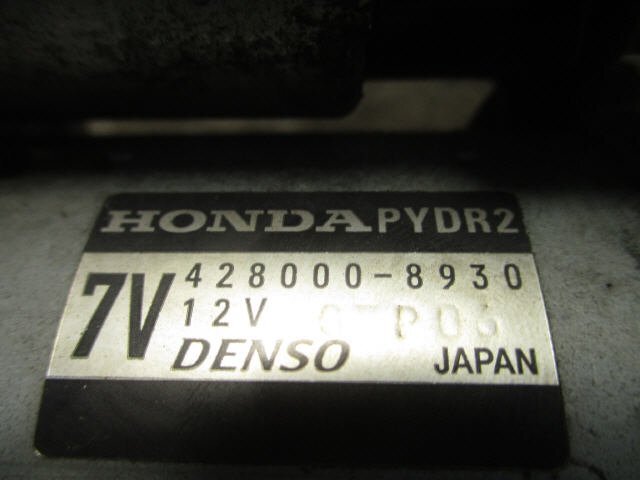 HONDA PYDR2
7V 428000-8930
12V
DENSO JAPAN